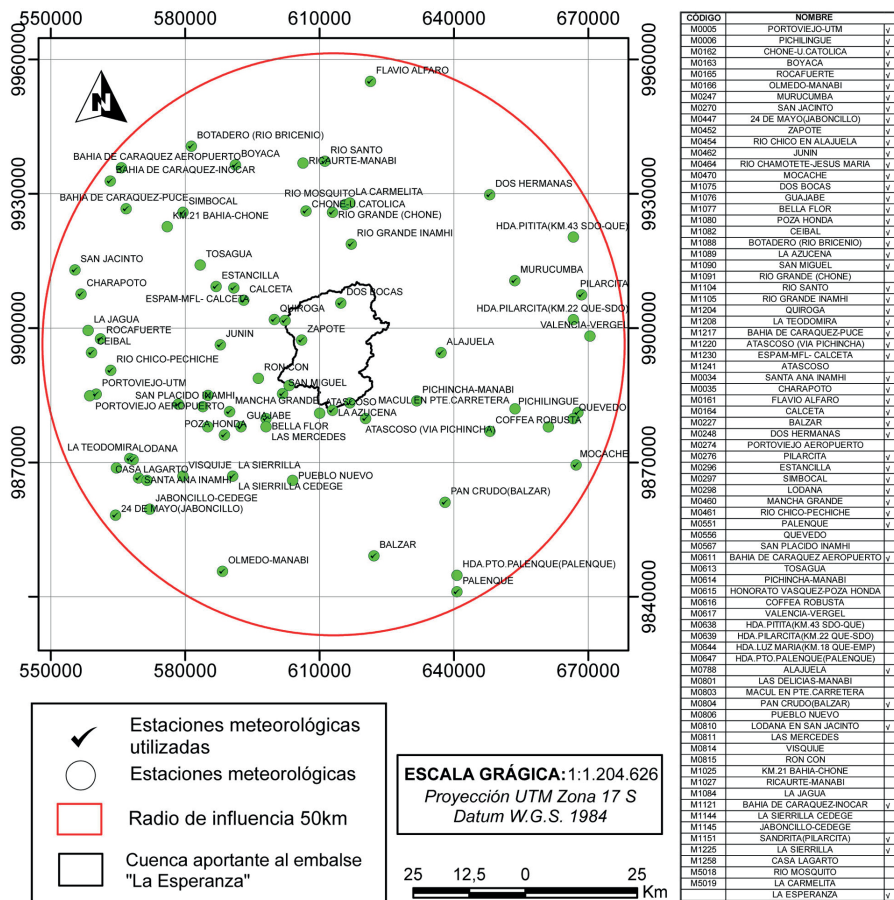 550000 580000 610000 640000 670000
9960000
9960000
FLAVIO ALFARO
N
BOTADERO (RIO BRICENIO)
RIO SANTO
BAHIA DE CARAQUEZ AEROPUERTO
BOYACA
RICAURTE-MANABI
BAHIA DE CARAQUEZ-INOCAR
9930000
DOS HERMANAS
9930000
BAHIA DE CARAQUEZ-PUCE
SIMBOCAL
RIO MOSQUITO
LA CARMELITA
CHONE-U.CATOLICA
KM.21 BAHIA-CHONE
RIO GRANDE (CHONE)
HDA.PITITA(KM.43 SDO-QUE)
RIO GRANDE INAMHI
SAN JACINTO
TOSAGUA
ESTANCILLA
MURUCUMBA
CHARAPOTO
CALCETA
DOS BOCAS
PILARCITA
ESPAM-MFL- CALCETA
QUIROGA
HDA.PILARCITA(KM.22 QUE-SDO)
9900000
LA JAGUA
VALENCIA-VERGEL
9900000
ROCAFUERTE
JUNIN
ZAPOTE
CEIBAL
ALAJUELA
RIO CHICO-PECHICHE
RON CON
PORTOVIEJO-UTM
SAN MIGUEL
PICHINCHA-MANABI
SAN PLACIDO INAMHI
MANCHA GRANDE
ATASCOSO
MACUL EN PTE.CARRETERA
PICHILINGUE
PORTOVIEJO AEROPUERTO
LA AZUCENA
QUEVEDO
GUAJABE
COFFEA ROBUSTA
POZA HONDA
BELLA FLOR
ATASCOSO (VIA PICHINCHA)
LAS MERCEDES
9870000
LA TEODOMIRA
LODANA
MOCACHE
9870000
CASA LAGARTO
VISQUIJE
LA SIERRILLA
PUEBLO NUEVO
SANTA ANA INAMHI
LA SIERRILLA CEDEGE
JABONCILLO-CEDEGE
PAN CRUDO(BALZAR)
24 DE MAYO(JABONCILLO)
BALZAR
OLMEDO-MANABI
HDA.PTO.PALENQUE(PALENQUE)
PALENQUE
9840000
9840000
550000 580000 610000 640000 670000
✓ Estaciones meteorológicas
utilizadas
Estaciones meteorológicas
Radio de influencia 50km
Cuenca aportante al embalse
"La Esperanza"
ESCALA GRÁGICA:1:1.204.626
Proyección UTM Zona 17 S
Datum W.G.S. 1984
25 12,5 0 25
Km
CÓDIGO NOMBRE
M0005 PORTOVIEJO-UTM √
M0006 PICHILINGUE √
M0162 CHONE-U.CATOLICA √
M0163 BOYACA √
M0165 ROCAFUERTE √
M0166 OLMEDO-MANABI √
M0247 MURUCUMBA √
M0270 SAN JACINTO √
M0447 24 DE MAYO(JABONCILLO) √
M0452 ZAPOTE √
M0454 RIO CHICO EN ALAJUELA √
M0462 JUNIN √
M0464 RIO CHAMOTETE-JESUS MARIA √
M0470 MOCACHE √
M1075 DOS BOCAS √
M1076 GUAJABE √
M1077 BELLA FLOR √
M1080 POZA HONDA √
M1082 CEIBAL √
M1088 BOTADERO (RIO BRICENIO) √
M1089 LA AZUCENA √
M1090 SAN MIGUEL √
M1091 RIO GRANDE (CHONE) √
M1104 RIO SANTO √
M1105 RIO GRANDE INAMHI √
M1204 QUIROGA √
M1208 LA TEODOMIRA √
M1217 BAHIA DE CARAQUEZ-PUCE √
M1220 ATASCOSO (VIA PICHINCHA) √
M1230 ESPAM-MFL- CALCETA √
M1241 ATASCOSO
M0034 SANTA ANA INAMHI √
M0035 CHARAPOTO √
M0161 FLAVIO ALFARO √
M0164 CALCETA √
M0227 BALZAR √
M0248 DOS HERMANAS √
M0274 PORTOVIEJO AEROPUERTO
M0276 PILARCITA √
M0296 ESTANCILLA √
M0297 SIMBOCAL √
M0298 LODANA √
M0460 MANCHA GRANDE √
M0461 RIO CHICO-PECHICHE √
M0551 PALENQUE √
M0556 QUEVEDO
M0567 SAN PLACIDO INAMHI
M0611 BAHIA DE CARAQUEZ AEROPUERTO √
M0613 TOSAGUA
M0614 PICHINCHA-MANABI
M0615 HONORATO VASQUEZ-POZA HONDA
M0616 COFFEA ROBUSTA
M0617 VALENCIA-VERGEL
M0638 HDA.PITITA(KM.43 SDO-QUE)
M0639 HDA.PILARCITA(KM.22 QUE-SDO)
M0644 HDA.LUZ MARIA(KM.18 QUE-EMP)
M0647 HDA.PTO.PALENQUE(PALENQUE)
M0788 ALAJUELA √
M0801 LAS DELICIAS-MANABI
M0803 MACUL EN PTE.CARRETERA
M0804 PAN CRUDO(BALZAR) √
M0806 PUEBLO NUEVO
M0810 LODANA EN SAN JACINTO √
M0811 LAS MERCEDES
M0814 VISQUIJE
M0815 RON CON
M1025 KM.21 BAHIA-CHONE
M1027 RICAURTE-MANABI
M1084 LA JAGUA
M1121 BAHIA DE CARAQUEZ-INOCAR √
M1144 LA SIERRILLA CEDEGE
M1145 JABONCILLO-CEDEGE
M1151 SANDRITA(PILARCITA) √
M1225 LA SIERRILLA √
M1258 CASA LAGARTO
M5018 RIO MOSQUITO
M5019 LA CARMELITA
LA ESPERANZA √